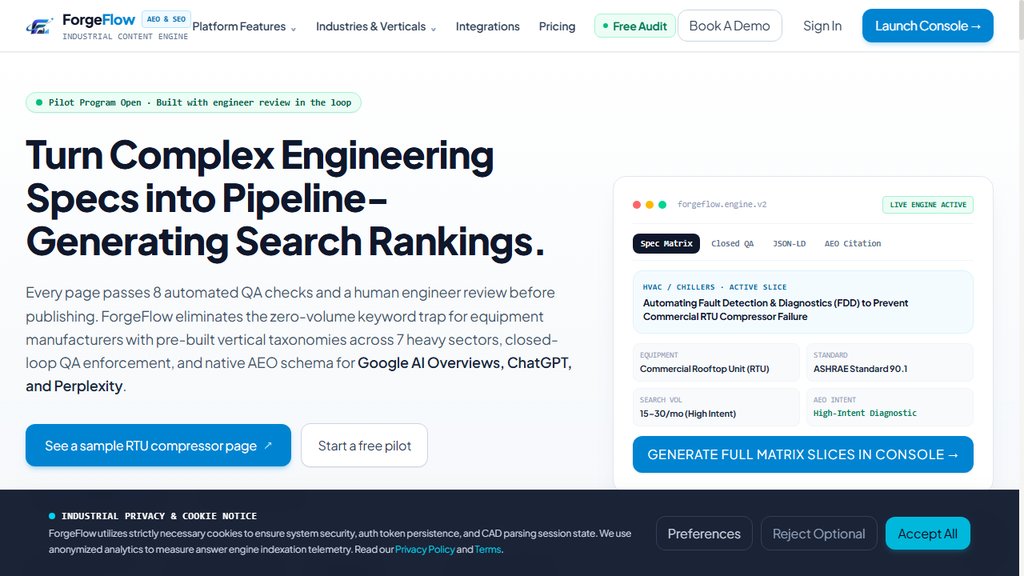 ForgeFlow AEO & SEO
INDUSTRIAL CONTENT ENGINE
Platform Features
Industries & Verticals
Integrations
Pricing
Free Audit
Book A Demo
Sign In
Launch Console →
Pilot Program Open · Built with engineer review in the loop
Turn Complex Engineering
Specs into Pipeline-
Generating Search Rankings.
Every page passes 8 automated QA checks and a human engineer review before
publishing. ForgeFlow eliminates the zero-volume keyword trap for equipment
manufacturers with pre-built vertical taxonomies across 7 heavy sectors, closed-
loop QA enforcement, and native AEO schema for Google AI Overviews, ChatGPT,
and Perplexity.
See a sample RTU compressor page ↗
Start a free pilot
forgeflow.engine.v2
LIVE ENGINE ACTIVE
Spec Matrix
Closed QA
JSON-LD
AEO Citation
HVAC / CHILLERS · ACTIVE SLICE
Automating Fault Detection & Diagnostics (FDD) to Prevent
Commercial RTU Compressor Failure
EQUIPMENT
Commercial Rooftop Unit (RTU)
STANDARD
ASHRAE Standard 90.1
SEARCH VOL
15-30/mo (High Intent)
AEO INTENT
High-Intent Diagnostic
GENERATE FULL MATRIX SLICES IN CONSOLE →
INDUSTRIAL PRIVACY & COOKIE NOTICE
ForgeFlow utilizes strictly necessary cookies to ensure system security, auth token persistence, and CAD parsing session state. We use
anonymized analytics to measure answer engine indexation telemetry. Read our Privacy Policy and Terms.
Preferences
Reject Optional
Accept All